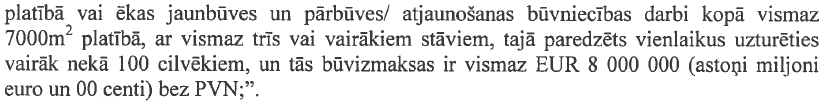 platībā vai ēkas jaunbūves un pārbūves/ atjaunošanas būvniecības darbi kopā vismaz
7000m² platībā, ar vismaz trīs vai vairākiem stāviem, tajā paredzēts vienlaikus uzturēties
vairāk nekā 100 cilvēkiem, un tās būvizmaksas ir vismaz EUR 8 000 000 (astoņi miljoni
euro un 00 centi) bez PVN;”.